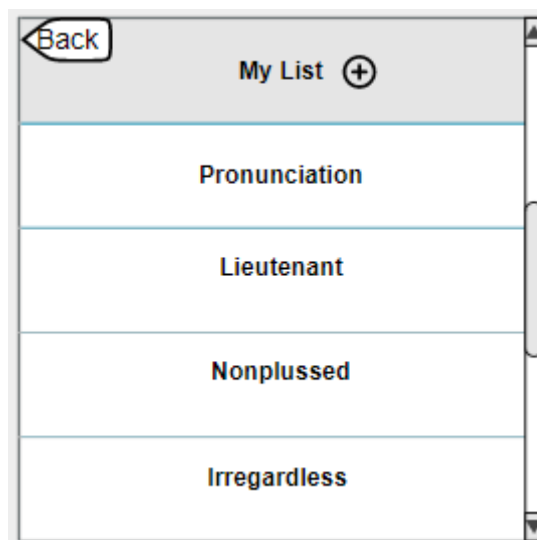 Back
My List
Pronunciation
Lieutenant
Nonplussed
Irregardless